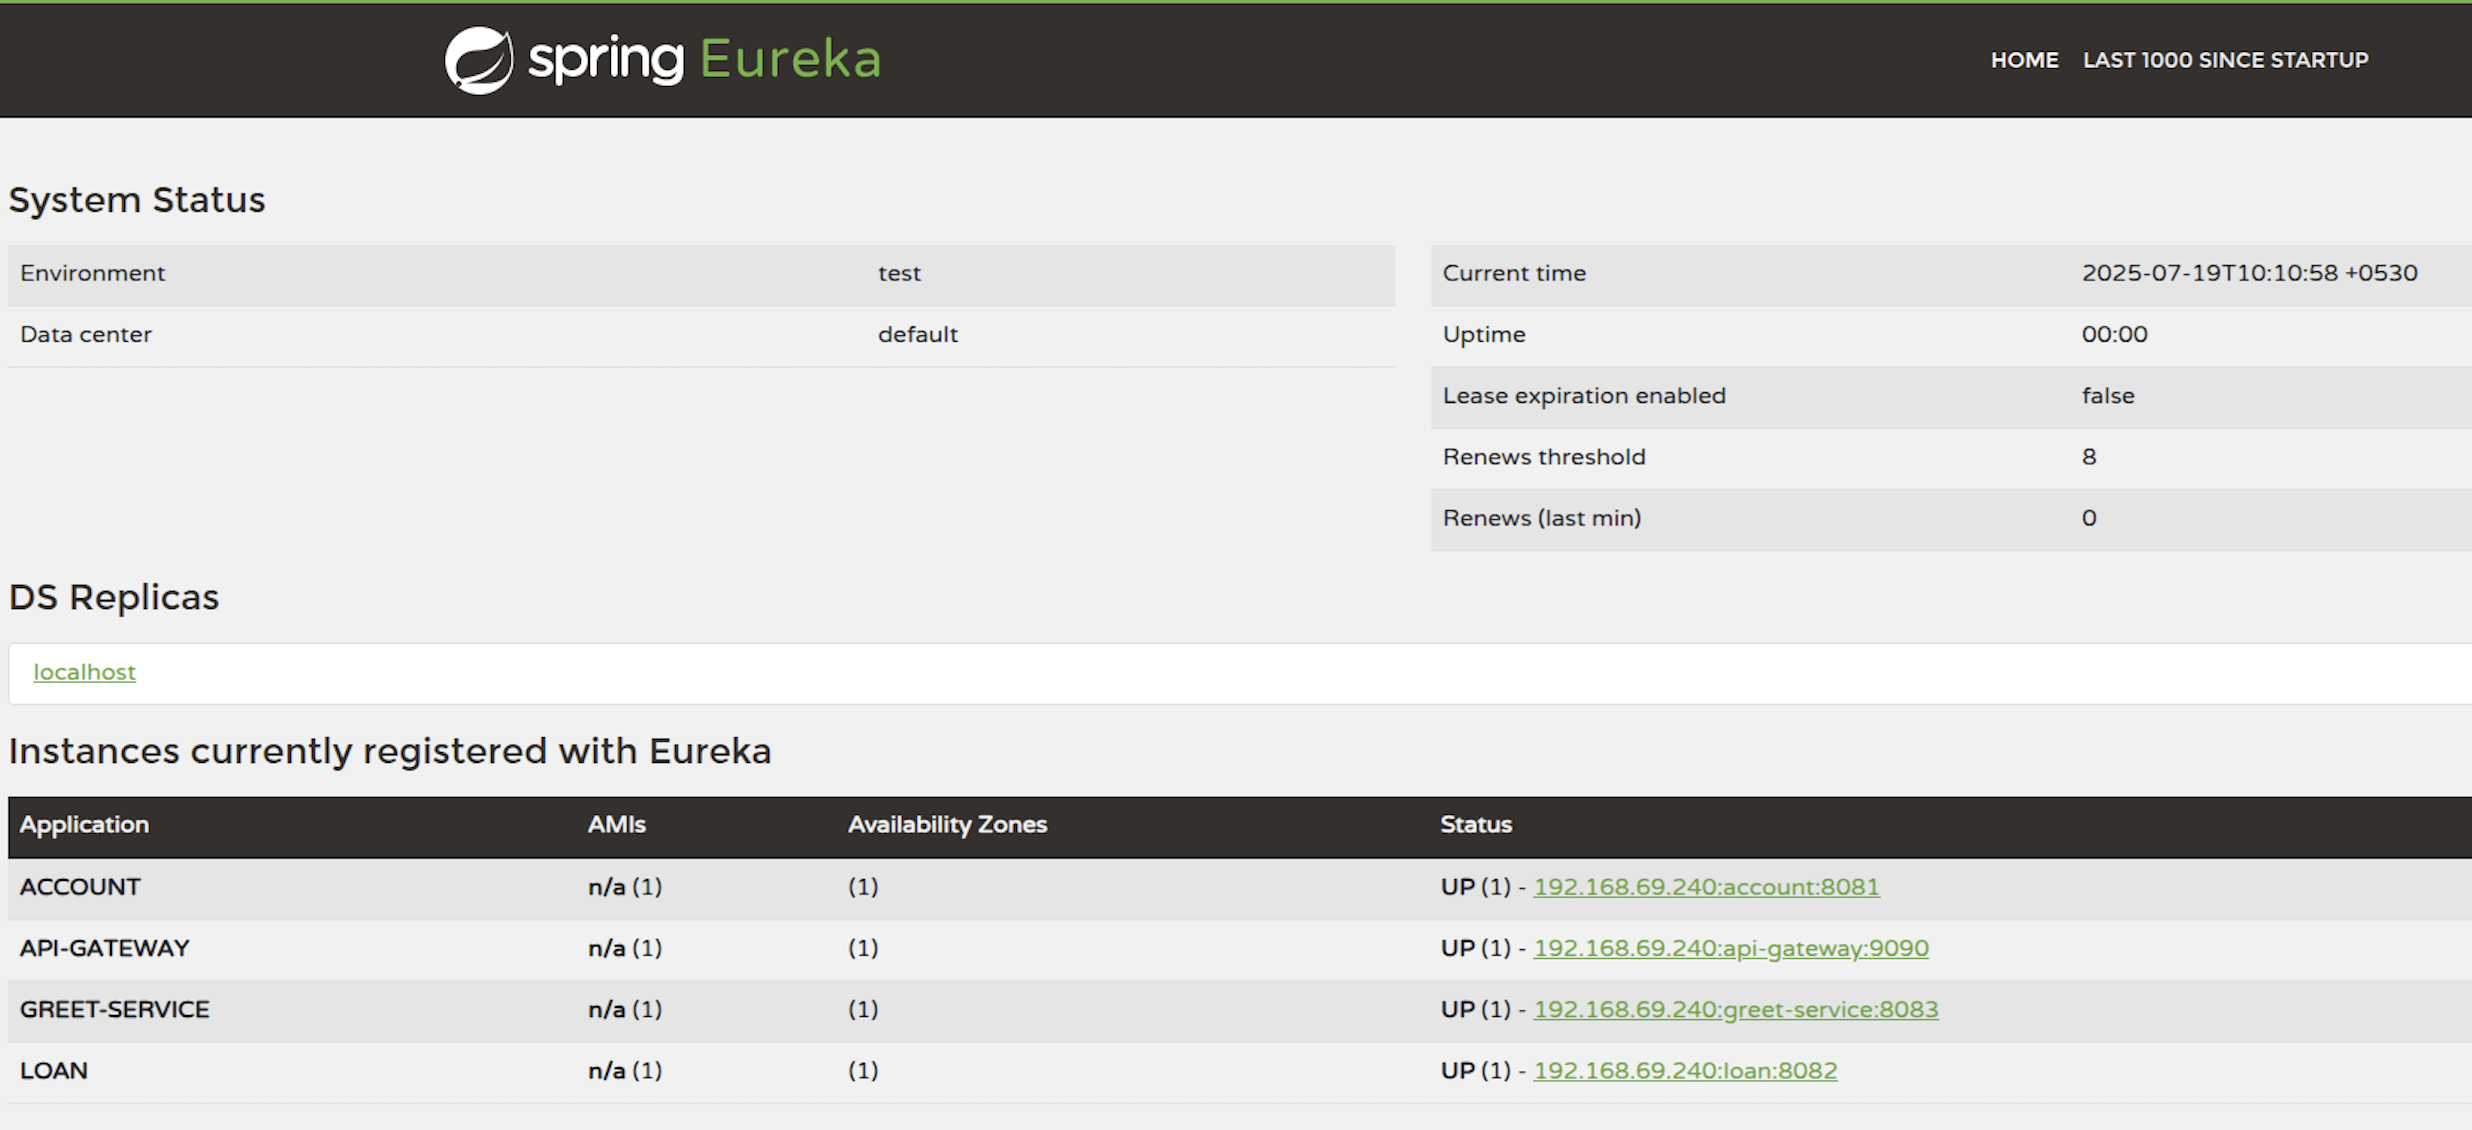 spring Eureka
HOME LAST 1000 SINCE STARTUP
System Status
Environment test
Data center default
Current time 2025-07-19T10:10:58 +0530
Uptime 00:00
Lease expiration enabled false
Renews threshold 8
Renews (last min) 0
DS Replicas
localhost
Instances currently registered with Eureka
Application AMIs Availability Zones Status
ACCOUNT n/a (1) (1) UP (1) - 192.168.69.240:account:8081
API-GATEWAY n/a (1) (1) UP (1) - 192.168.69.240:api-gateway:9090
GREET-SERVICE n/a (1) (1) UP (1) - 192.168.69.240:greet-service:8083
LOAN n/a (1) (1) UP (1) - 192.168.69.240:loan:8082